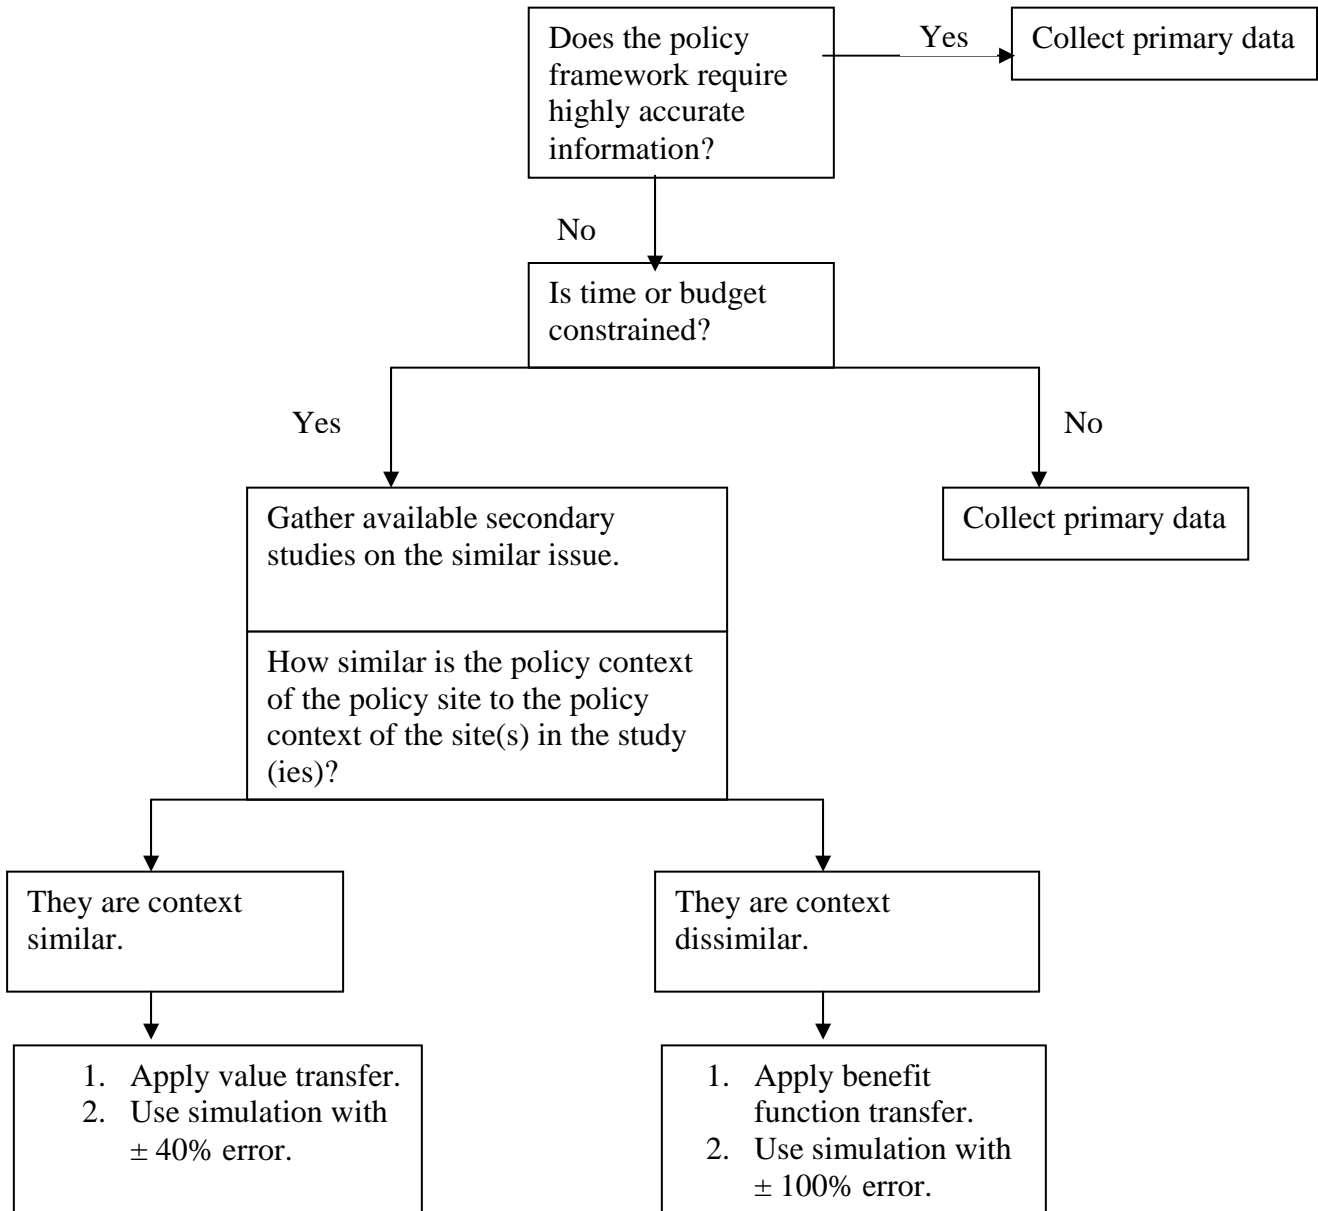 Does the policy
framework require
highly accurate
information?
Yes
Collect primary data
No
Is time or budget
constrained?
Yes
No
Gather available secondary
studies on the similar issue.
Collect primary data
How similar is the policy context
of the policy site to the policy
context of the site(s) in the study
(ies)?
They are context
similar.
They are context
dissimilar.
1. Apply value transfer.
2. Use simulation with
± 40% error.
1. Apply benefit
function transfer.
2. Use simulation with
± 100% error.